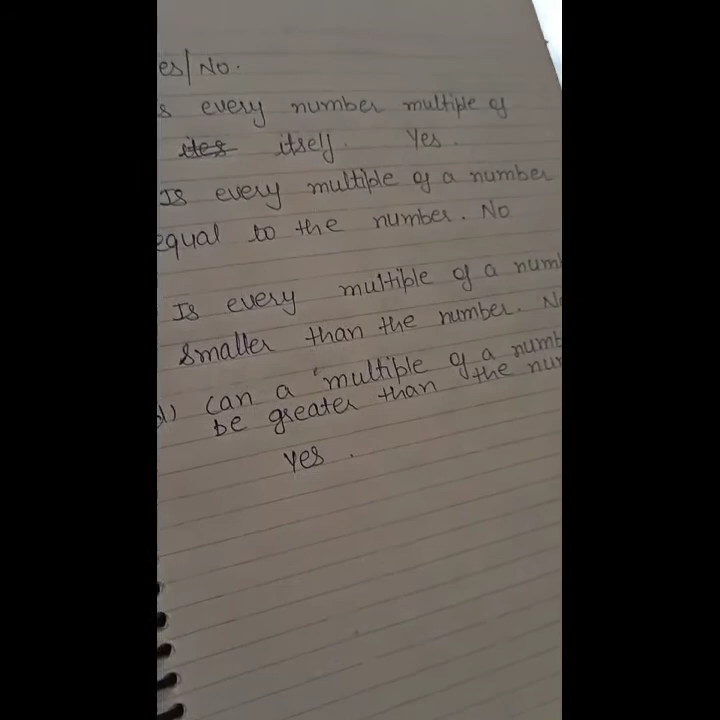 es/No.
s every number multiple of
ites itself. Yes.
Is every multiple of a number
equal to the number. No
Is every multiple of a num
smaller than the number. N
d) Can a multiple of a numb
be greater than the nu
Yes.